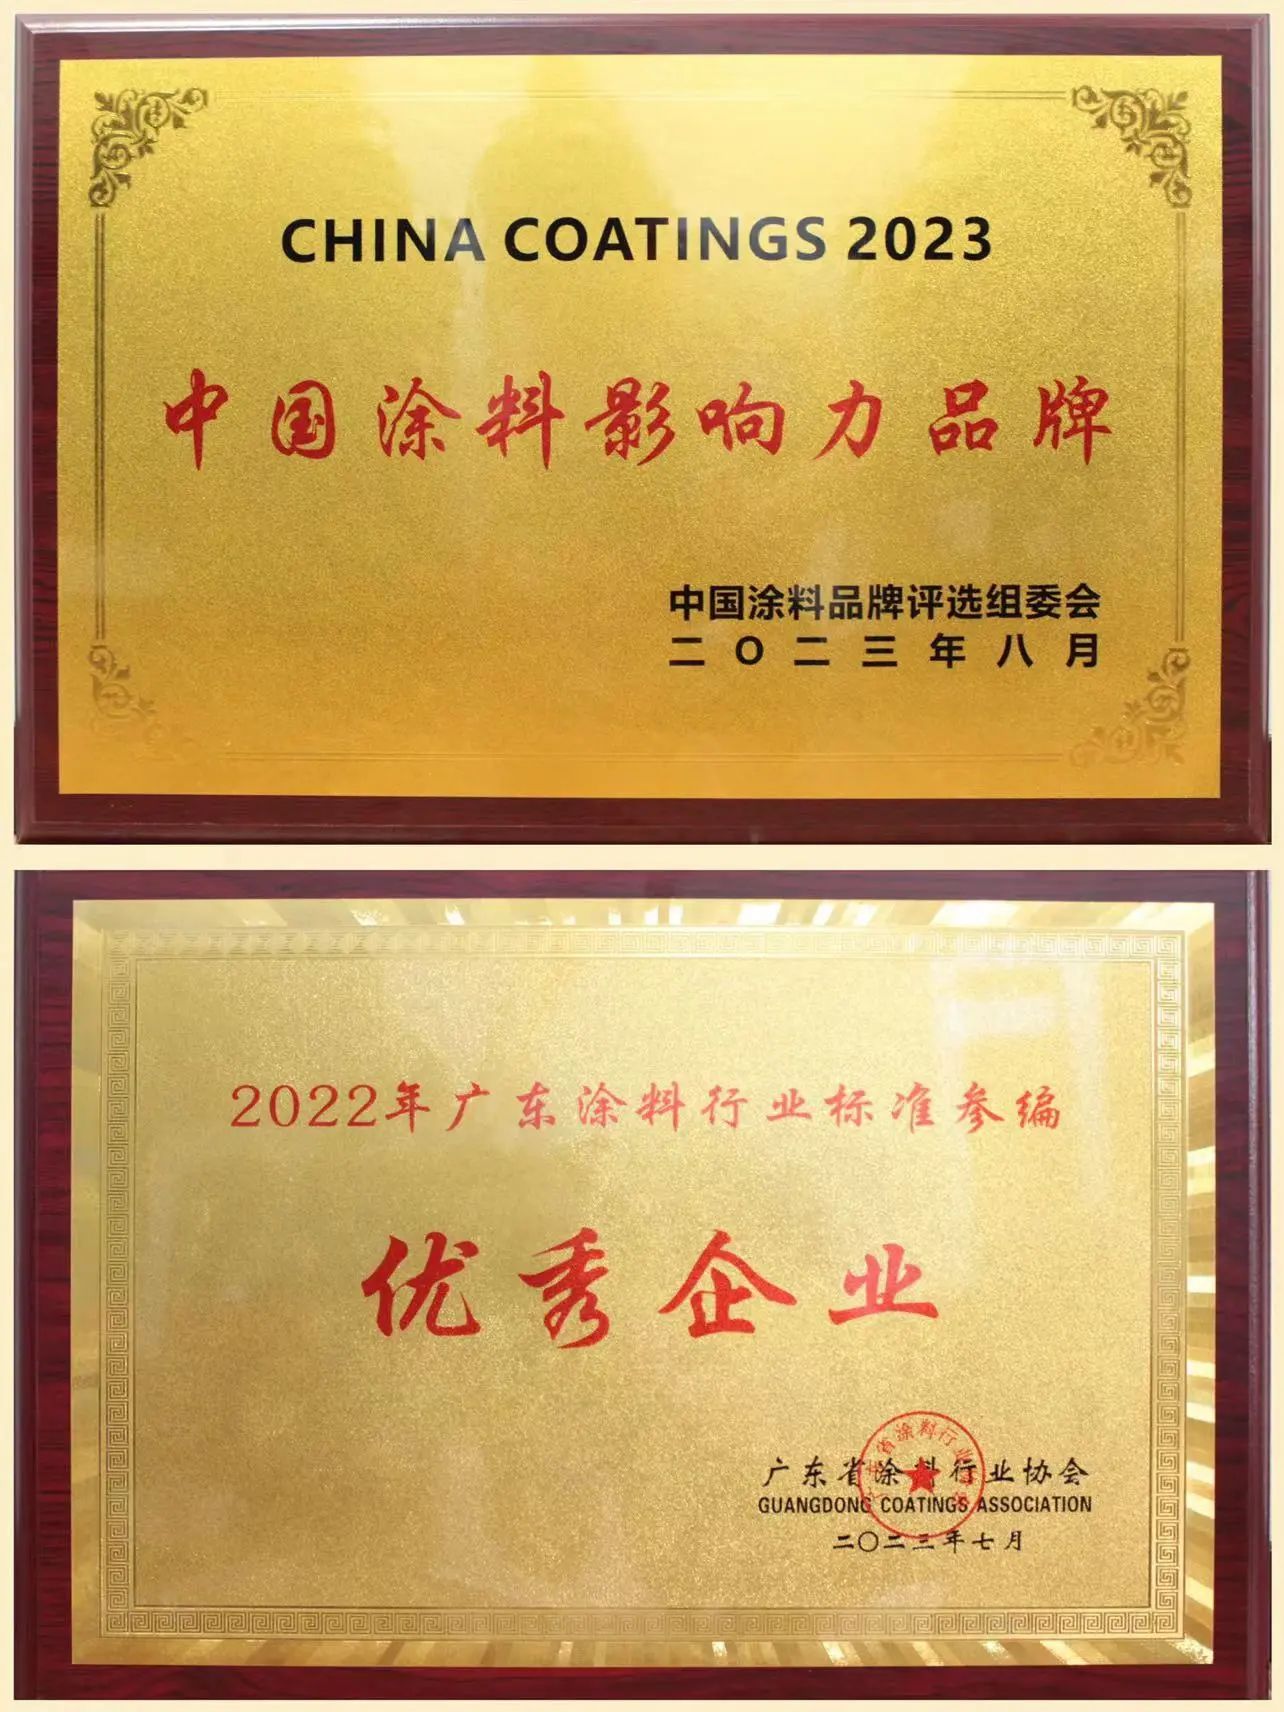 CHINA COATINGS 2023
中国涂料影响力品牌
中国涂料品牌评选组委会
二〇二三年八月
2022年广东涂料行业标准参编
优秀企业
广东省涂料行业协会
GUANGDONG COATINGS ASSOCIATION
二〇二三年七月